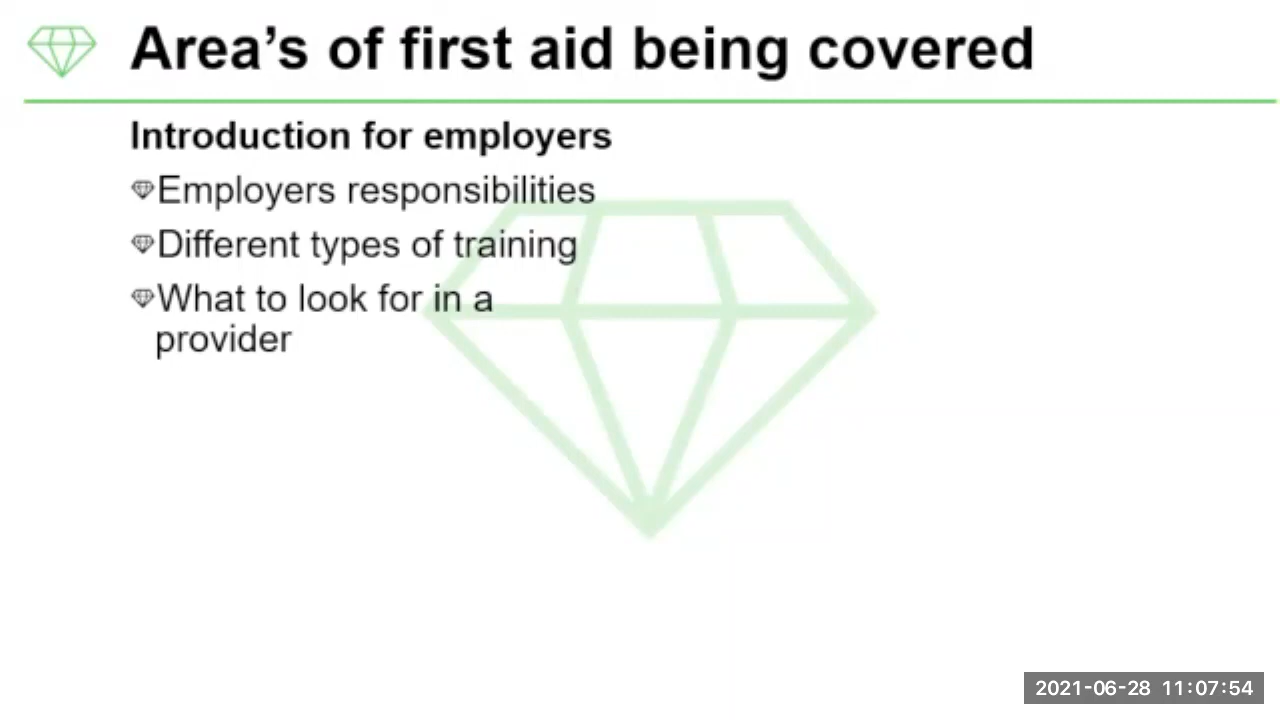 Area’s of first aid being covered
Introduction for employers
Employers responsibilities
Different types of training
What to look for in a
provider
2021-06-28 11:07:54